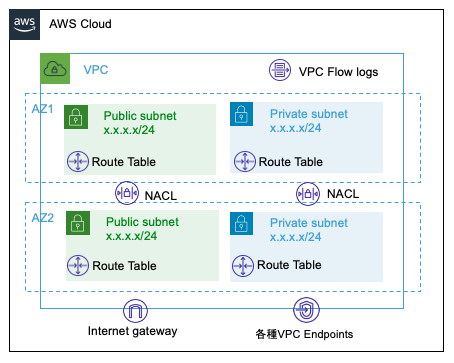 aws
AWS Cloud
VPC
VPC Flow logs
AZ1
Public subnet
x.x.x.x/24
Route Table
Private subnet
x.x.x.x/24
Route Table
NACL
NACL
AZ2
Public subnet
x.x.x.x/24
Route Table
Private subnet
x.x.x.x/24
Route Table
Internet gateway
各種VPC Endpoints